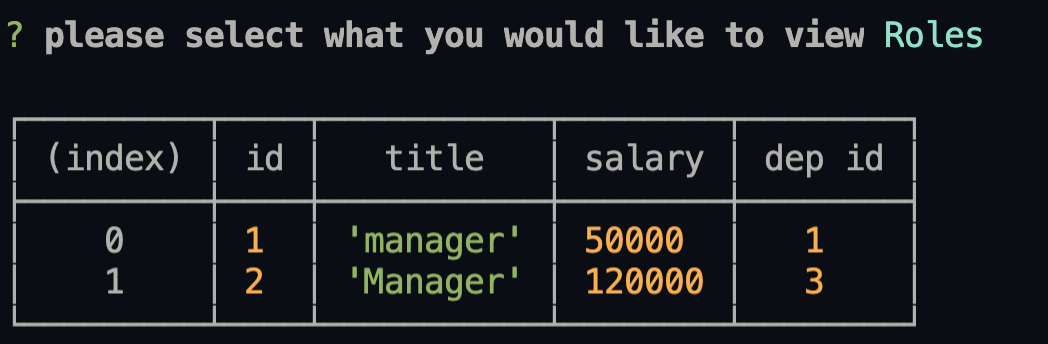 ? please select what you would like to view Roles
(index) id title salary dep id
0 1 'manager' 50000 1
1 2 'Manager' 120000 3